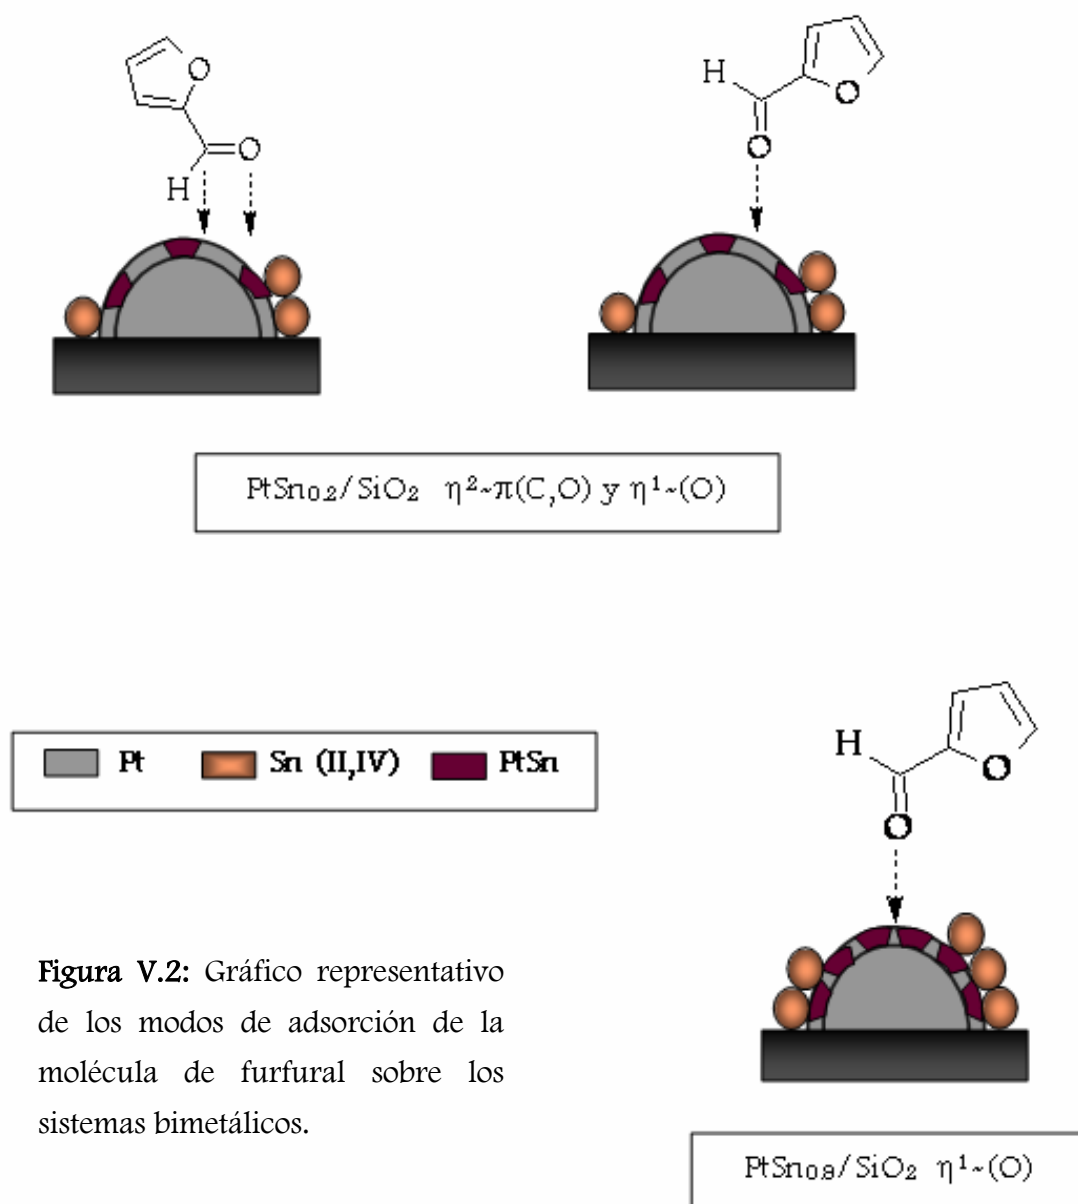 O
O
H
H
O
O
PtSn0.2/SiO2 η2~π(C,O) y η1~(O)
H
O
O
Pt Sn (II,IV) PtSn
Figura V.2: Gráfico representativo
de los modos de adsorción de la
molécula de furfural sobre los
sistemas bimetálicos.
PtSn0.8/SiO2 η1~(O)